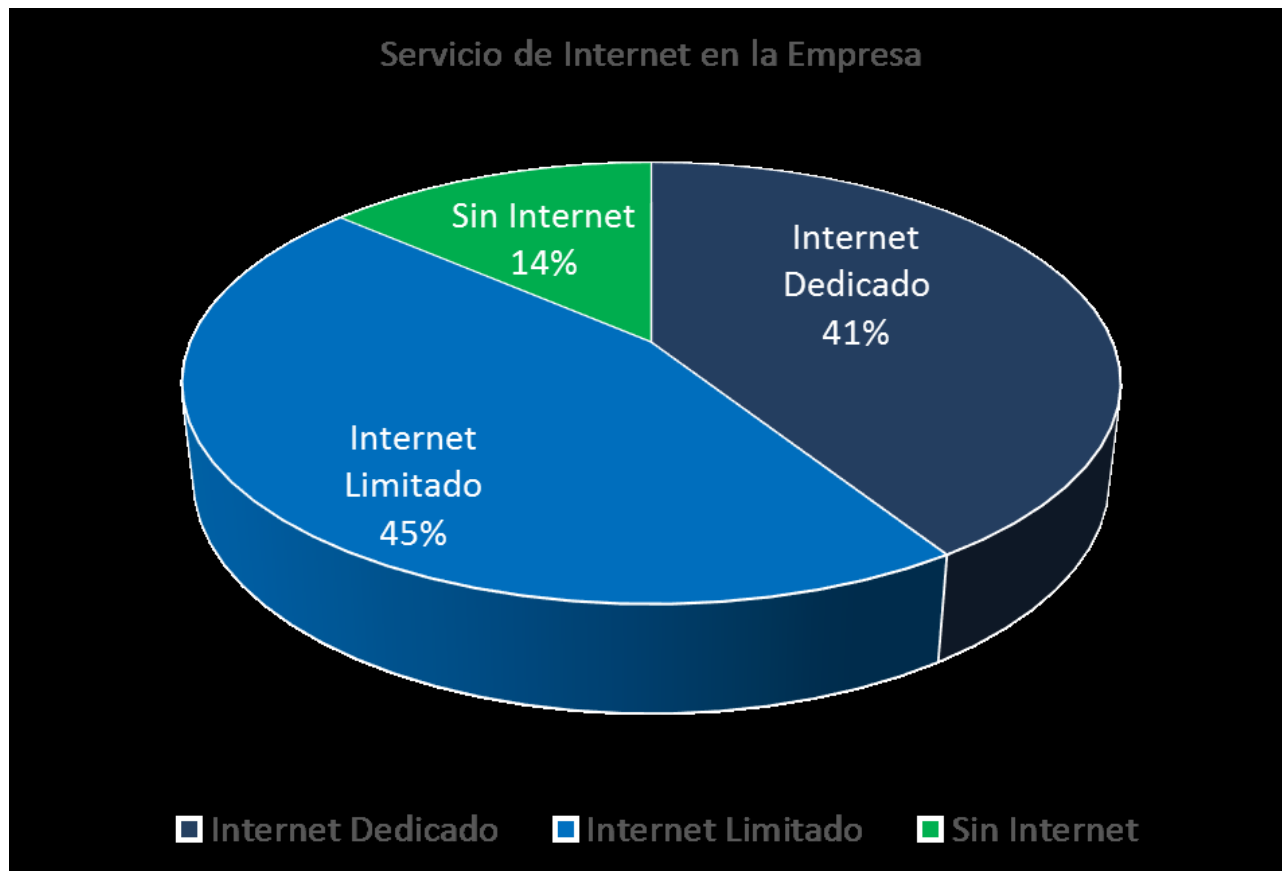 Servicio de Internet en la Empresa
Sin Internet
14%
Internet
Dedicado
41%
Internet
Limitado
45%
Internet Dedicado
Internet Limitado
Sin Internet